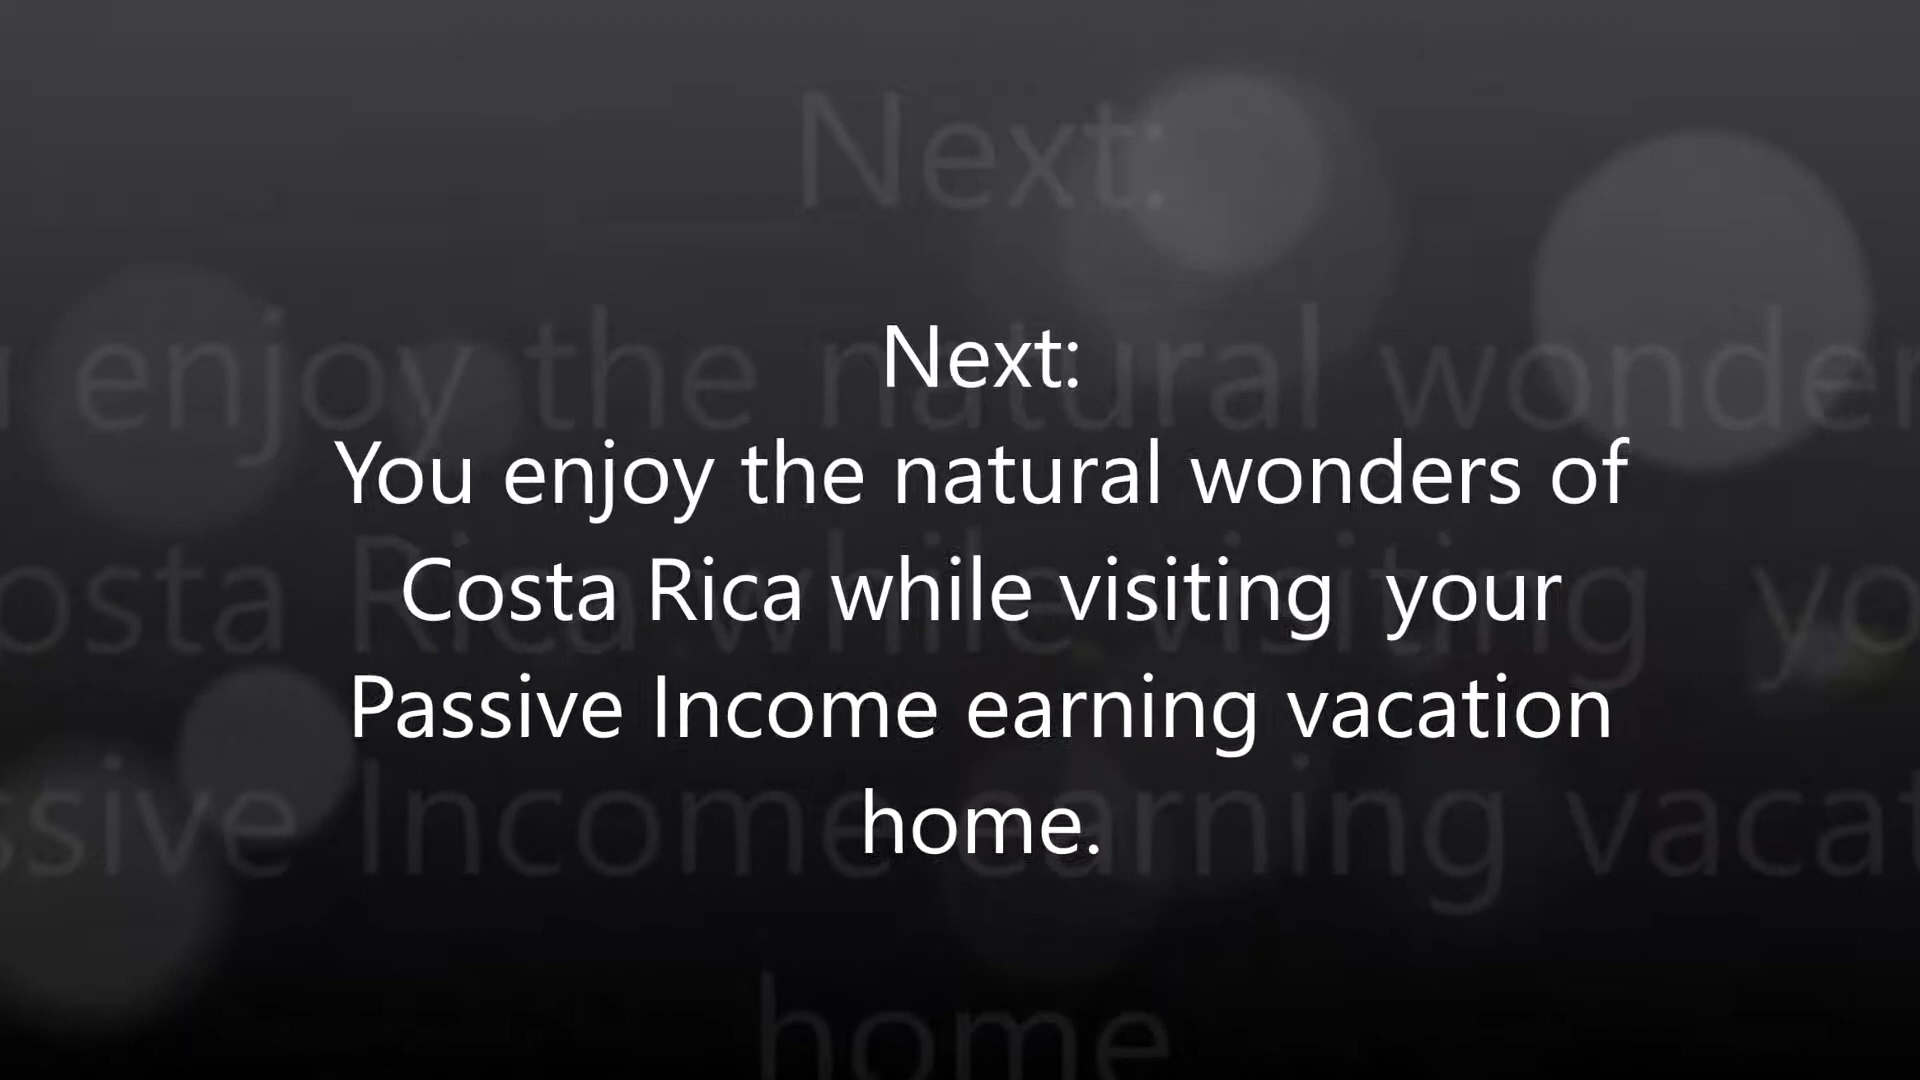 Next:
You enjoy the natural wonders of
Costa Rica while visiting  your
Passive Income earning vacation
home.